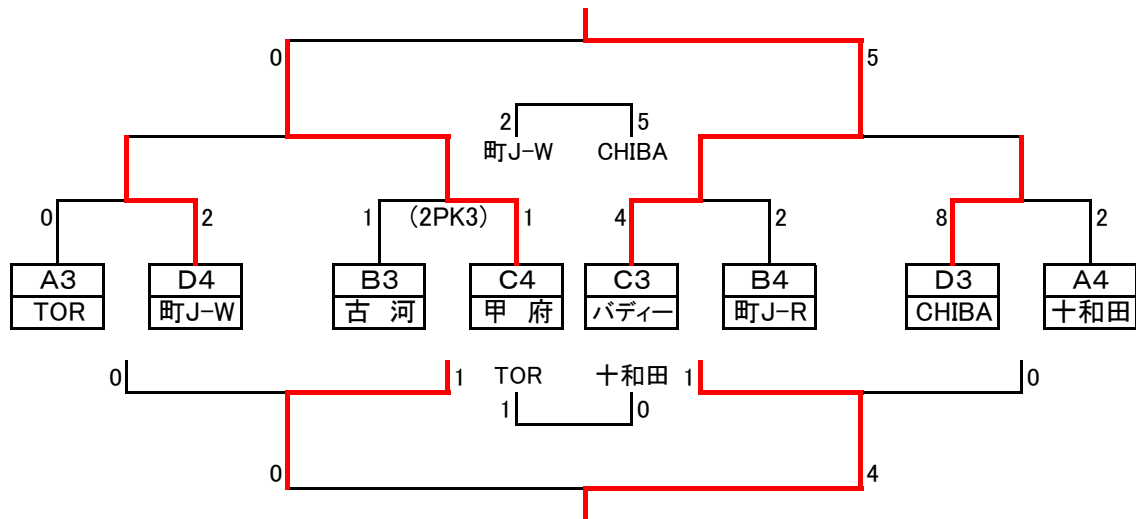 0 5
2 5
町J-W CHIBA
0 2 1 (2PK3) 1 4 2 8 2
A3 D4 B3 C4 C3 B4 D3 A4
TOR 町J-W 古 河 甲 府 バディー 町J-R CHIBA 十和田
0 1 TOR 十和田 1 0
1 0
0 4